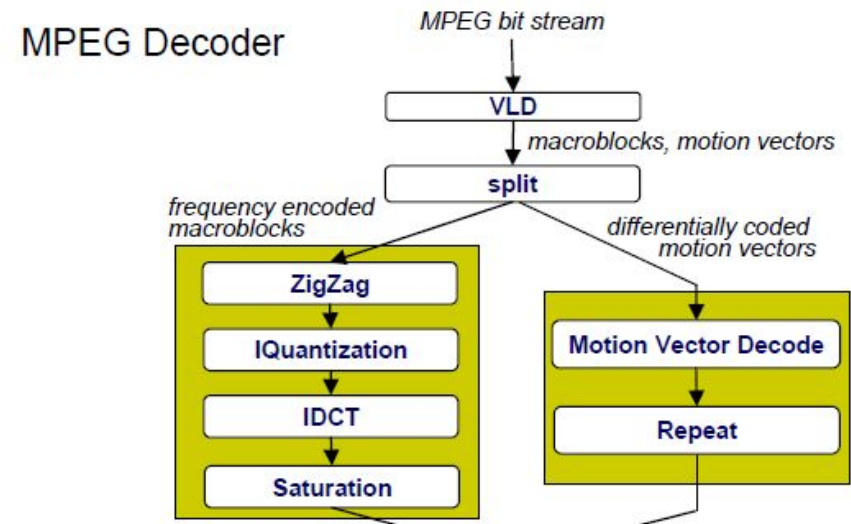 MPEG Decoder
MPEG bit stream
VLD
macroblocks, motion vectors
split
frequency encoded
macroblocks
differentially coded
motion vectors
ZigZag
IQuantization
IDCT
Saturation
Motion Vector Decode
Repeat